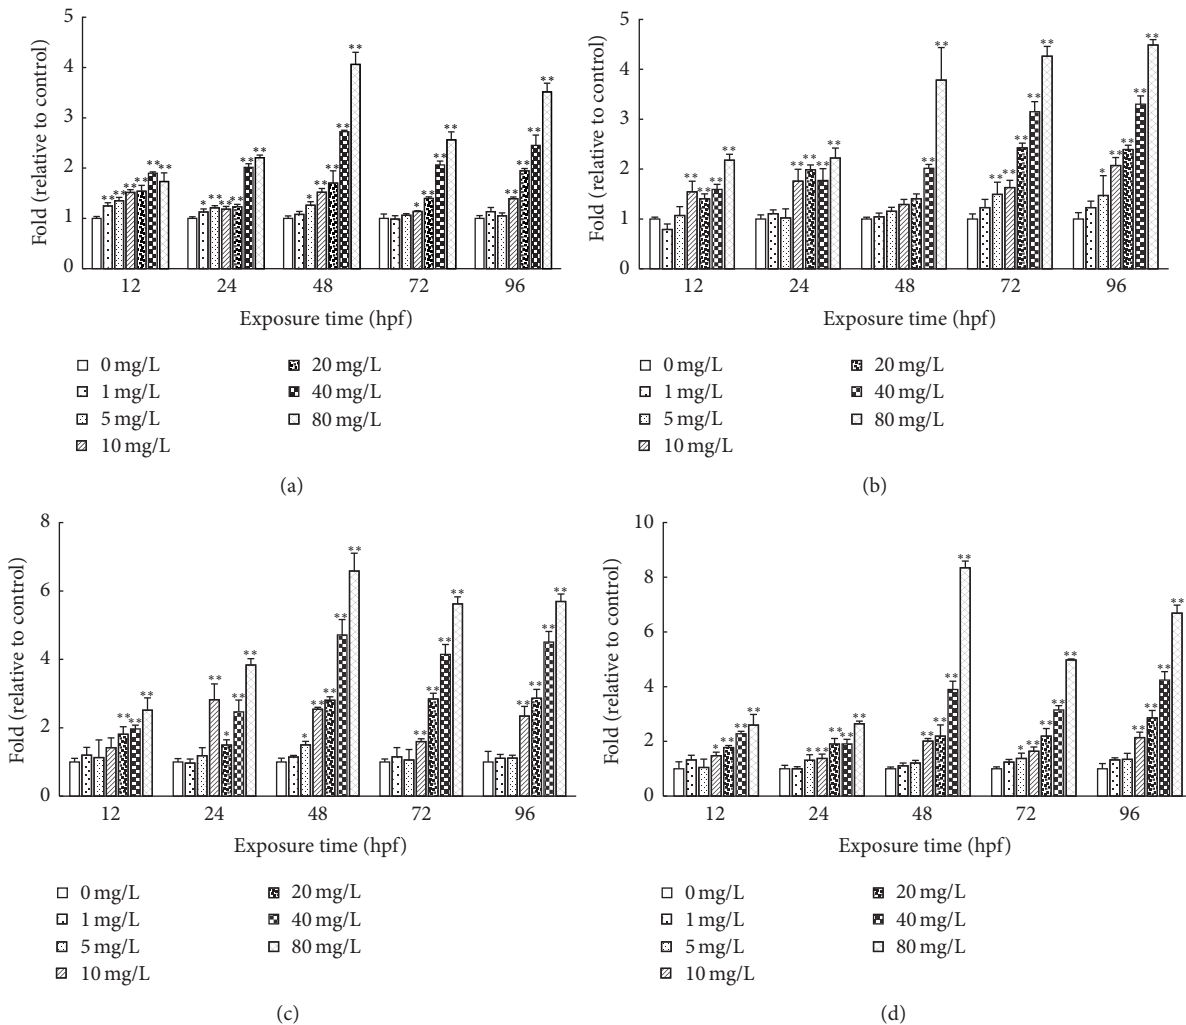 Fold (relative to control)
5
4
3
2
1
0
12 24 48 72 96
Exposure time (hpf)
0 mg/L
1 mg/L
5 mg/L
10 mg/L
20 mg/L
40 mg/L
80 mg/L
(a)
Fold (relative to control)
5
4
3
2
1
0
12 24 48 72 96
Exposure time (hpf)
0 mg/L
1 mg/L
5 mg/L
10 mg/L
20 mg/L
40 mg/L
80 mg/L
(b)
Fold (relative to control)
8
6
4
2
0
12 24 48 72 96
Exposure time (hpf)
0 mg/L
1 mg/L
5 mg/L
10 mg/L
20 mg/L
40 mg/L
80 mg/L
(c)
Fold (relative to control)
10
8
6
4
2
0
12 24 48 72 96
Exposure time (hpf)
0 mg/L
1 mg/L
5 mg/L
10 mg/L
20 mg/L
40 mg/L
80 mg/L
(d)